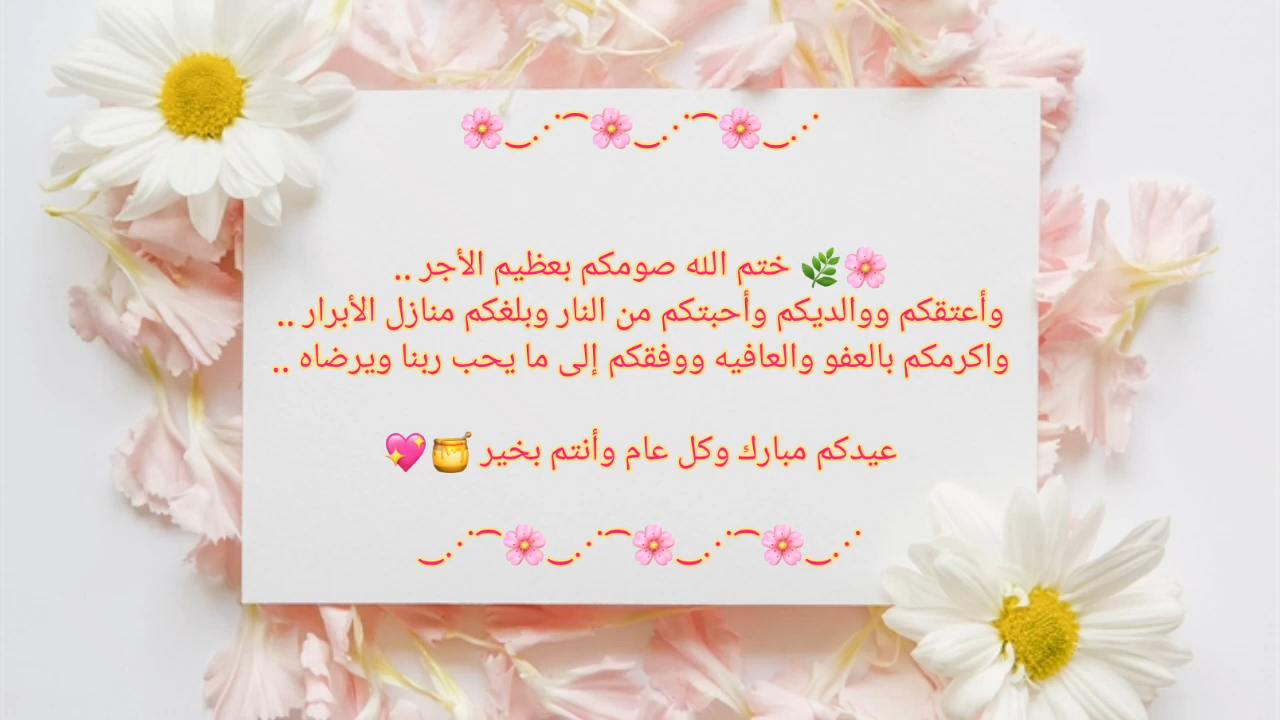 🌸‿.·⁀🌸‿.·⁀🌸‿.·
🌸🌿 ختم الله صومكم بعظيم الأجر ..
وأعتقكم ووالديكم وأحبتكم من النار وبلغكم منازل الأبرار ..
واكرمكم بالعفو والعافيه ووفقكم إلى ما يحب ربنا ويرضاه ..
عيدكم مبارك وكل عام وأنتم بخير 🍯💖
‿.·⁀🌸‿.·⁀🌸‿.·⁀🌸‿.·